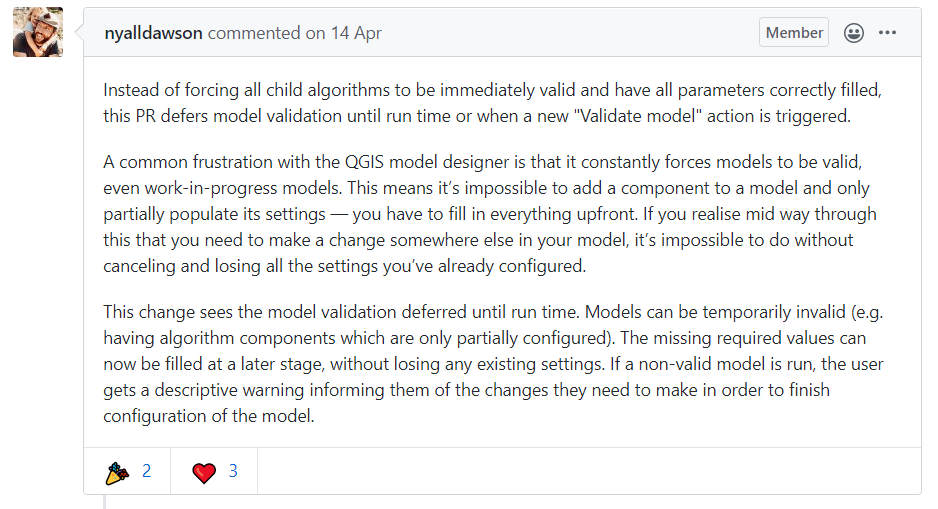 nyalldawson commented on 14 Apr
Member
Instead of forcing all child algorithms to be immediately valid and have all parameters correctly filled,
this PR defers model validation until run time or when a new "Validate model" action is triggered.
A common frustration with the QGIS model designer is that it constantly forces models to be valid,
even work-in-progress models. This means it’s impossible to add a component to a model and only
partially populate its settings — you have to fill in everything upfront. If you realise mid way through
this that you need to make a change somewhere else in your model, it’s impossible to do without
canceling and losing all the settings you’ve already configured.
This change sees the model validation deferred until run time. Models can be temporarily invalid (e.g.
having algorithm components which are only partially configured). The missing required values can
now be filled at a later stage, without losing any existing settings. If a non-valid model is run, the user
gets a descriptive warning informing them of the changes they need to make in order to finish
configuration of the model.
2
3